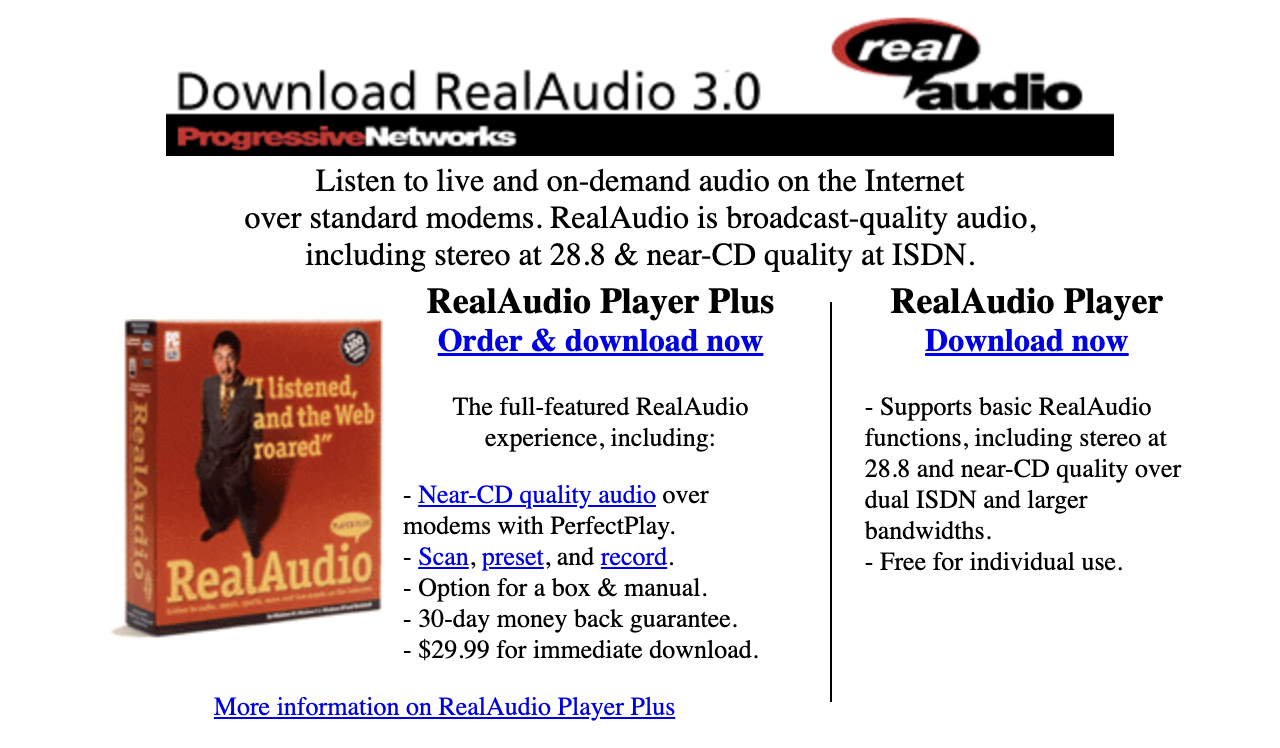 Download RealAudio 3.0
real
audio
ProgressiveNetworks
Listen to live and on-demand audio on the Internet
over standard modems. RealAudio is broadcast-quality audio,
including stereo at 28.8 & near-CD quality at ISDN.
"I listened,
and the Web
roared"
PLAYER PLUS
RealAudio
RealAudio
RealAudio Player Plus
Order & download now
The full-featured RealAudio
experience, including:
- Near-CD quality audio over
modems with PerfectPlay.
- Scan, preset, and record.
- Option for a box & manual.
- 30-day money back guarantee.
- $29.99 for immediate download.
More information on RealAudio Player Plus
RealAudio Player
Download now
- Supports basic RealAudio
functions, including stereo at
28.8 and near-CD quality over
dual ISDN and larger
bandwidths.
- Free for individual use.